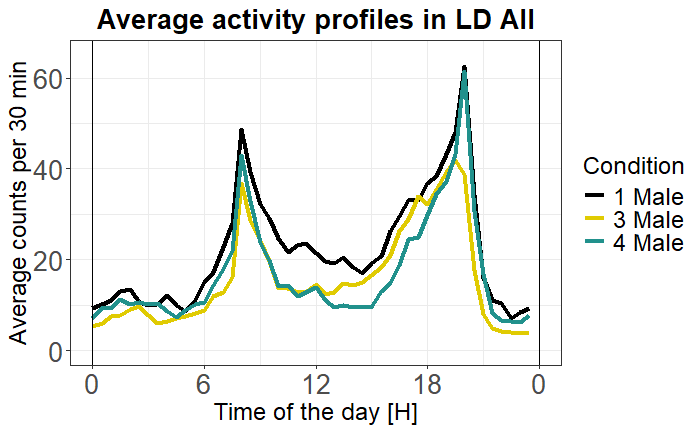 Average activity profiles in LD All
Average counts per 30 min
60
40
20
0
0 6 12 18 0
Time of the day [H]
Condition
1 Male
3 Male
4 Male